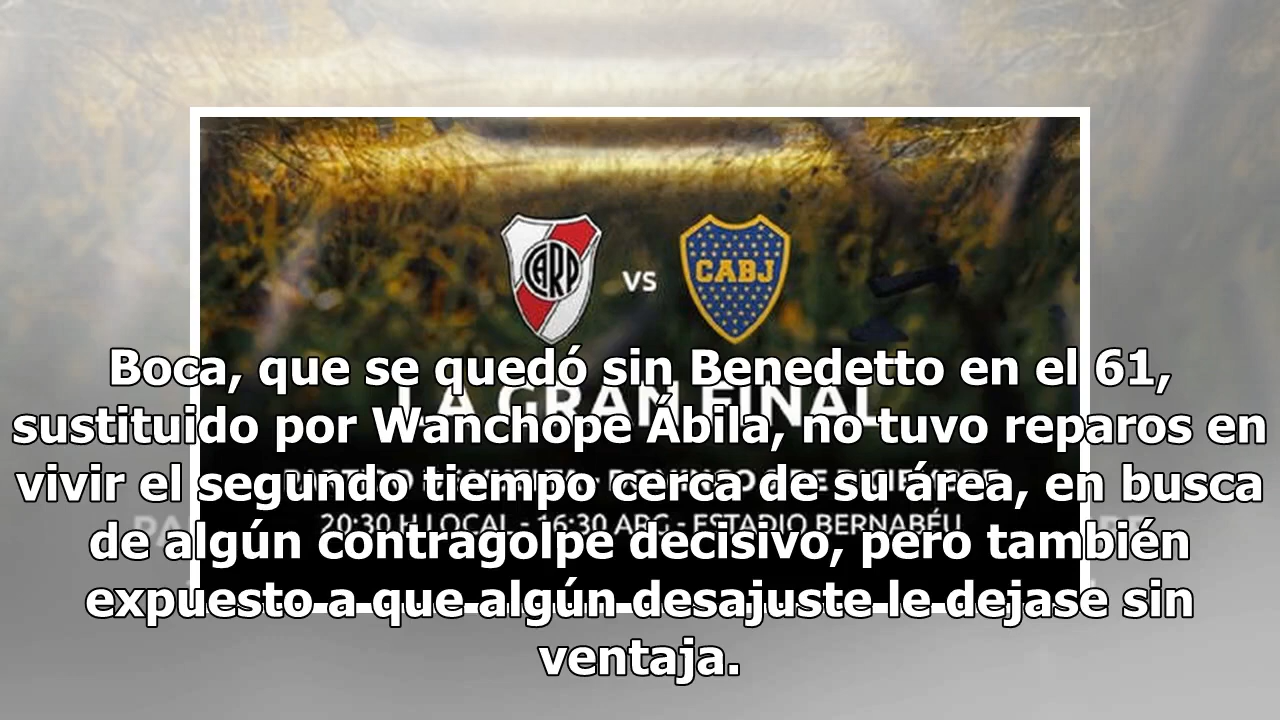 CARP
VS
CABJ
LA GRAN FINAL
Boca, que se quedó sin Benedetto en el 61,
sustituido por Wanchope Ábila, no tuvo reparos en
vivir el segundo tiempo cerca de su área, en busca
de algún contragolpe decisivo, pero también
expuesto a que algún desajuste le dejase sin
ventaja.
20:30 H LOCAL - 16:30 ARG - ESTADIO BERNABÉU